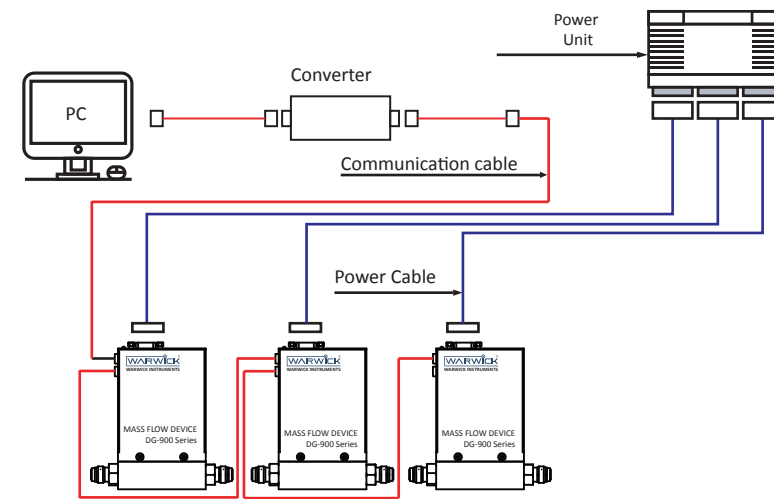 Power
Unit
Converter
PC
Communication cable
Power Cable
WARWICK
WARWICK INSTRUMENTS
MASS FLOW DEVICE
DG-900 Series
WARWICK
WARWICK INSTRUMENTS
MASS FLOW DEVICE
DG-900 Series
WARWICK
WARWICK INSTRUMENTS
MASS FLOW DEVICE
DG-900 Series